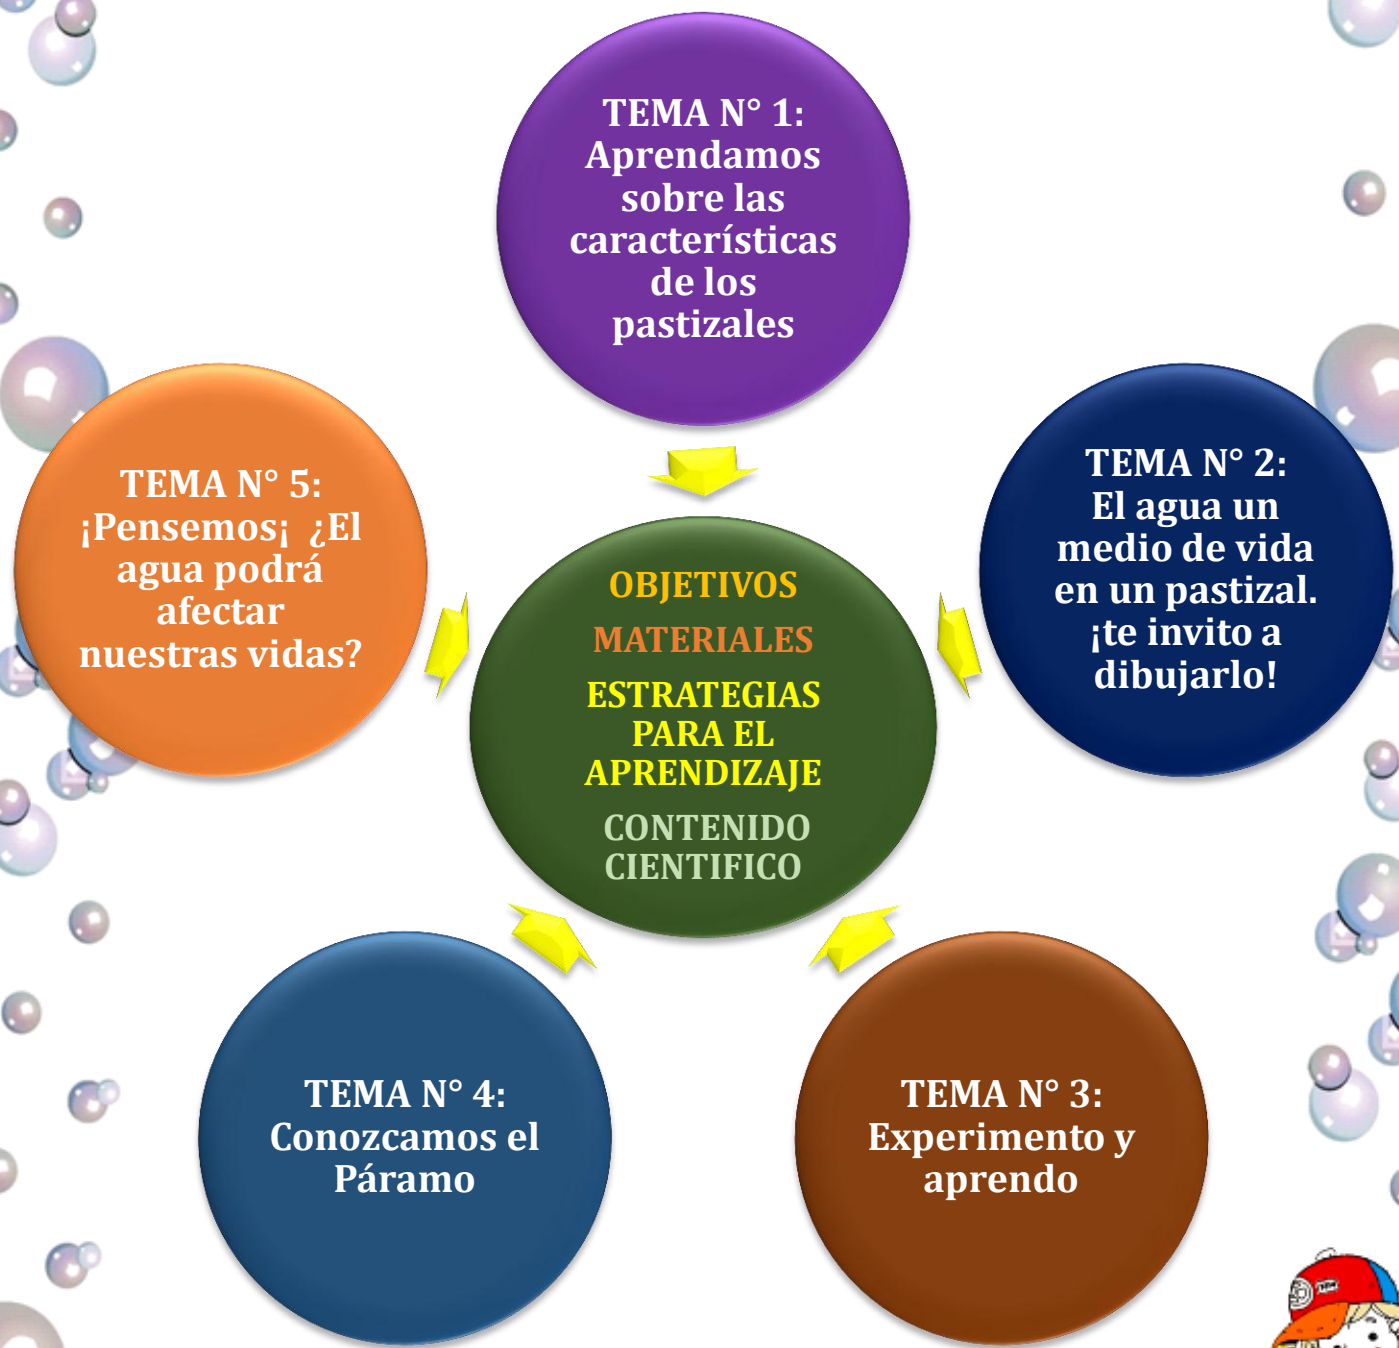 TEMA N° 1:
Aprendamos
sobre las
características
de los
pastizales
TEMA N° 2:
El agua un
medio de vida
en un pastizal.
¡te invito a
dibujarlo!
TEMA N° 3:
Experimento y
aprendo
TEMA N° 4:
Conozcamos el
Páramo
TEMA N° 5:
¡Pensemos¡ ¿El
agua podrá
afectar
nuestras vidas?
OBJETIVOS
MATERIALES
ESTRATEGIAS
PARA EL
APRENDIZAJE
CONTENIDO
CIENTIFICO